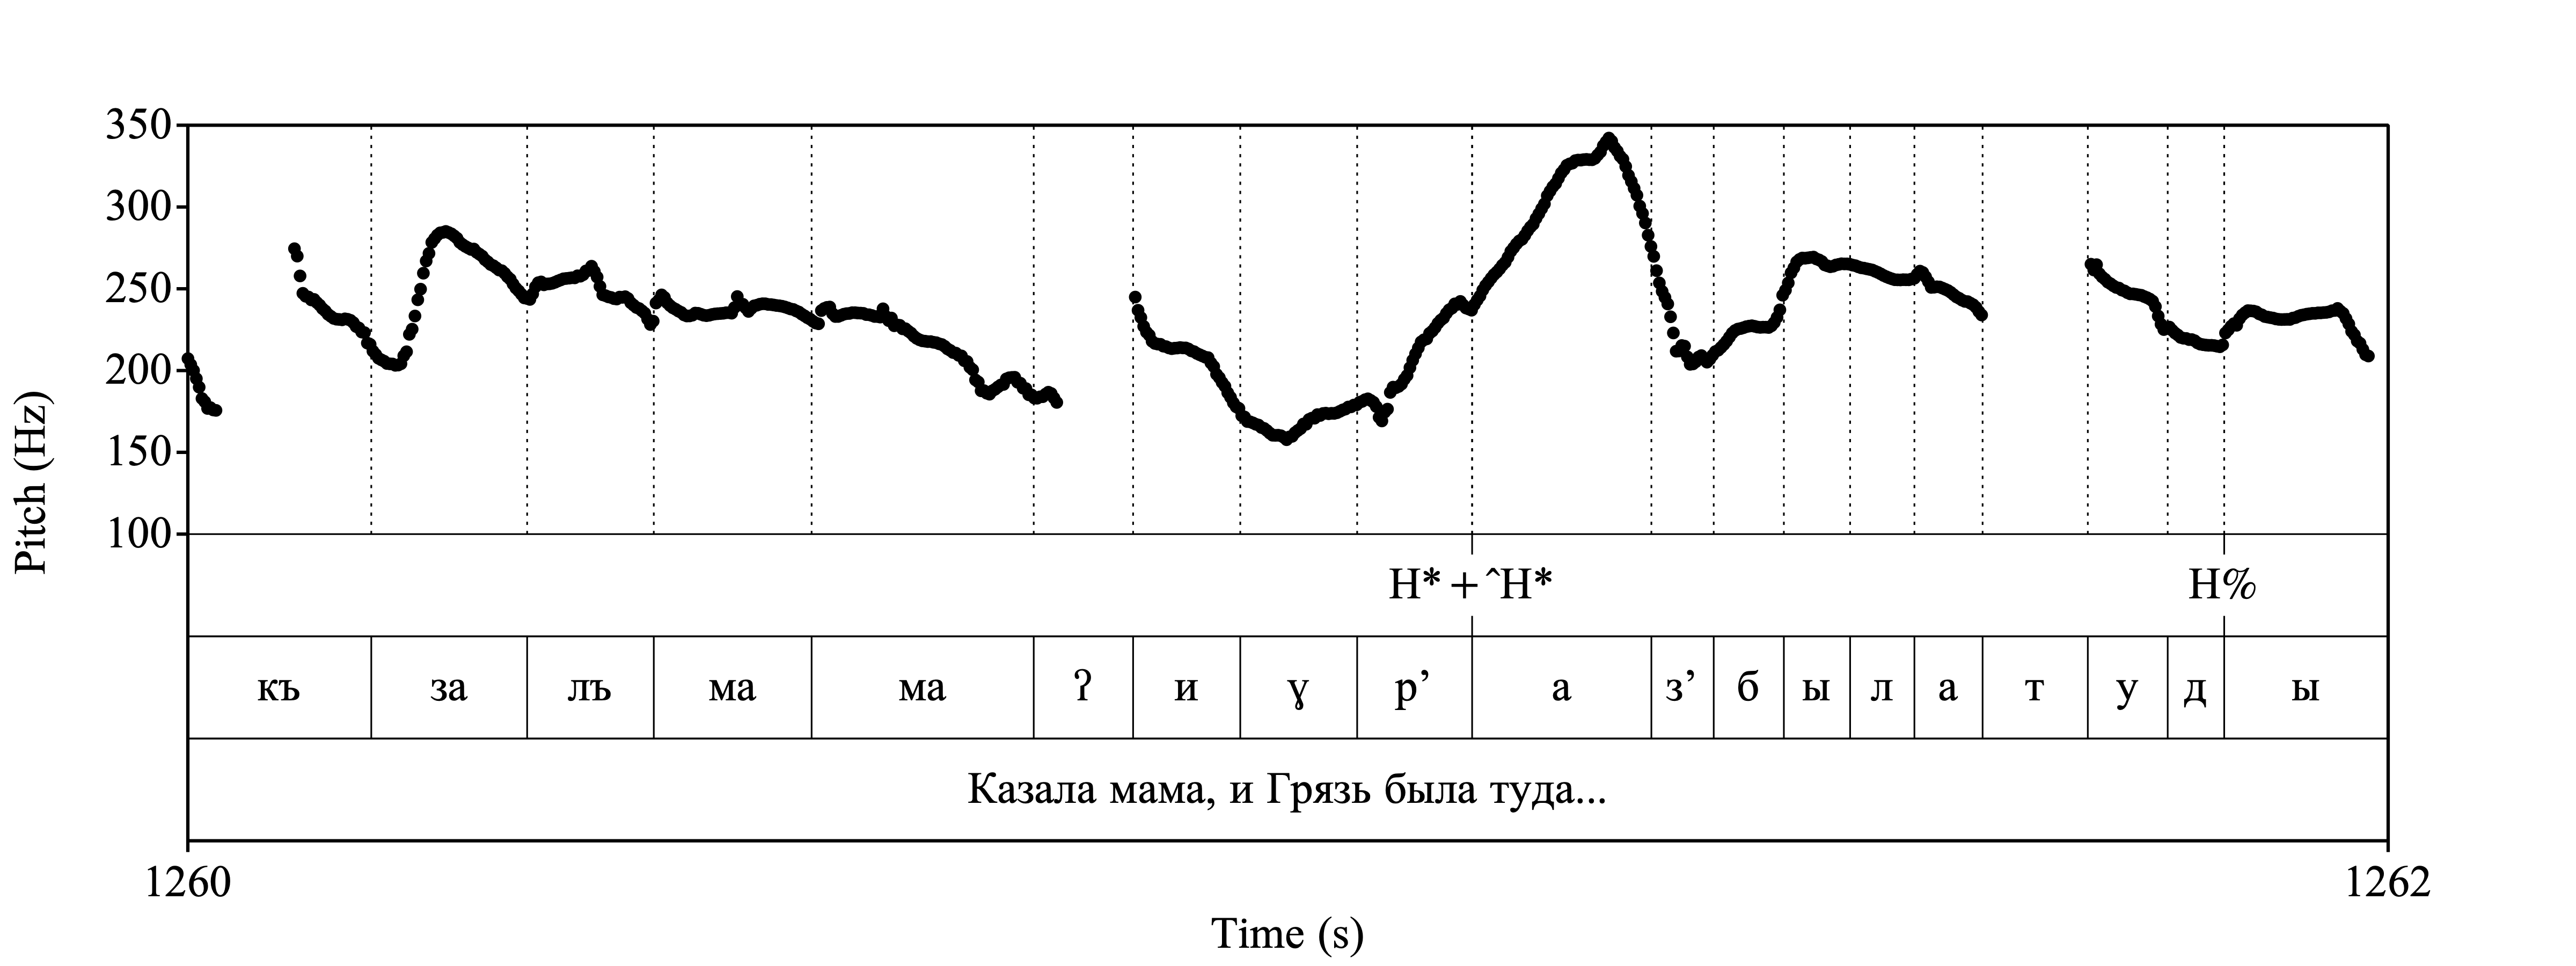 350
300
250
200
150
100
Pitch (Hz)
H* + ^H* H%
къ за лъ ма ма ʔ и ɣ р’ а з’ б ы л а т у д ы
Казала мама, и Грязь была туда...
1260 1262
Time (s)